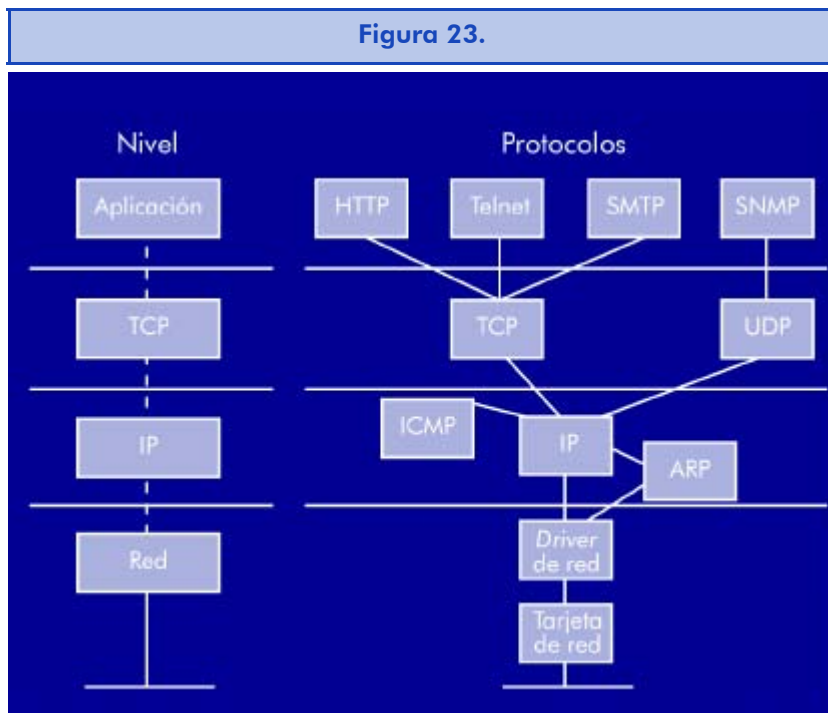 Figura 23.
Nivel
Protocolos
Aplicación
HTTP
Telnet
SMTP
SNMP
TCP
TCP
UDP
IP
ICMP
IP
ARP
Red
Driver
de red
Tarjeta
de red